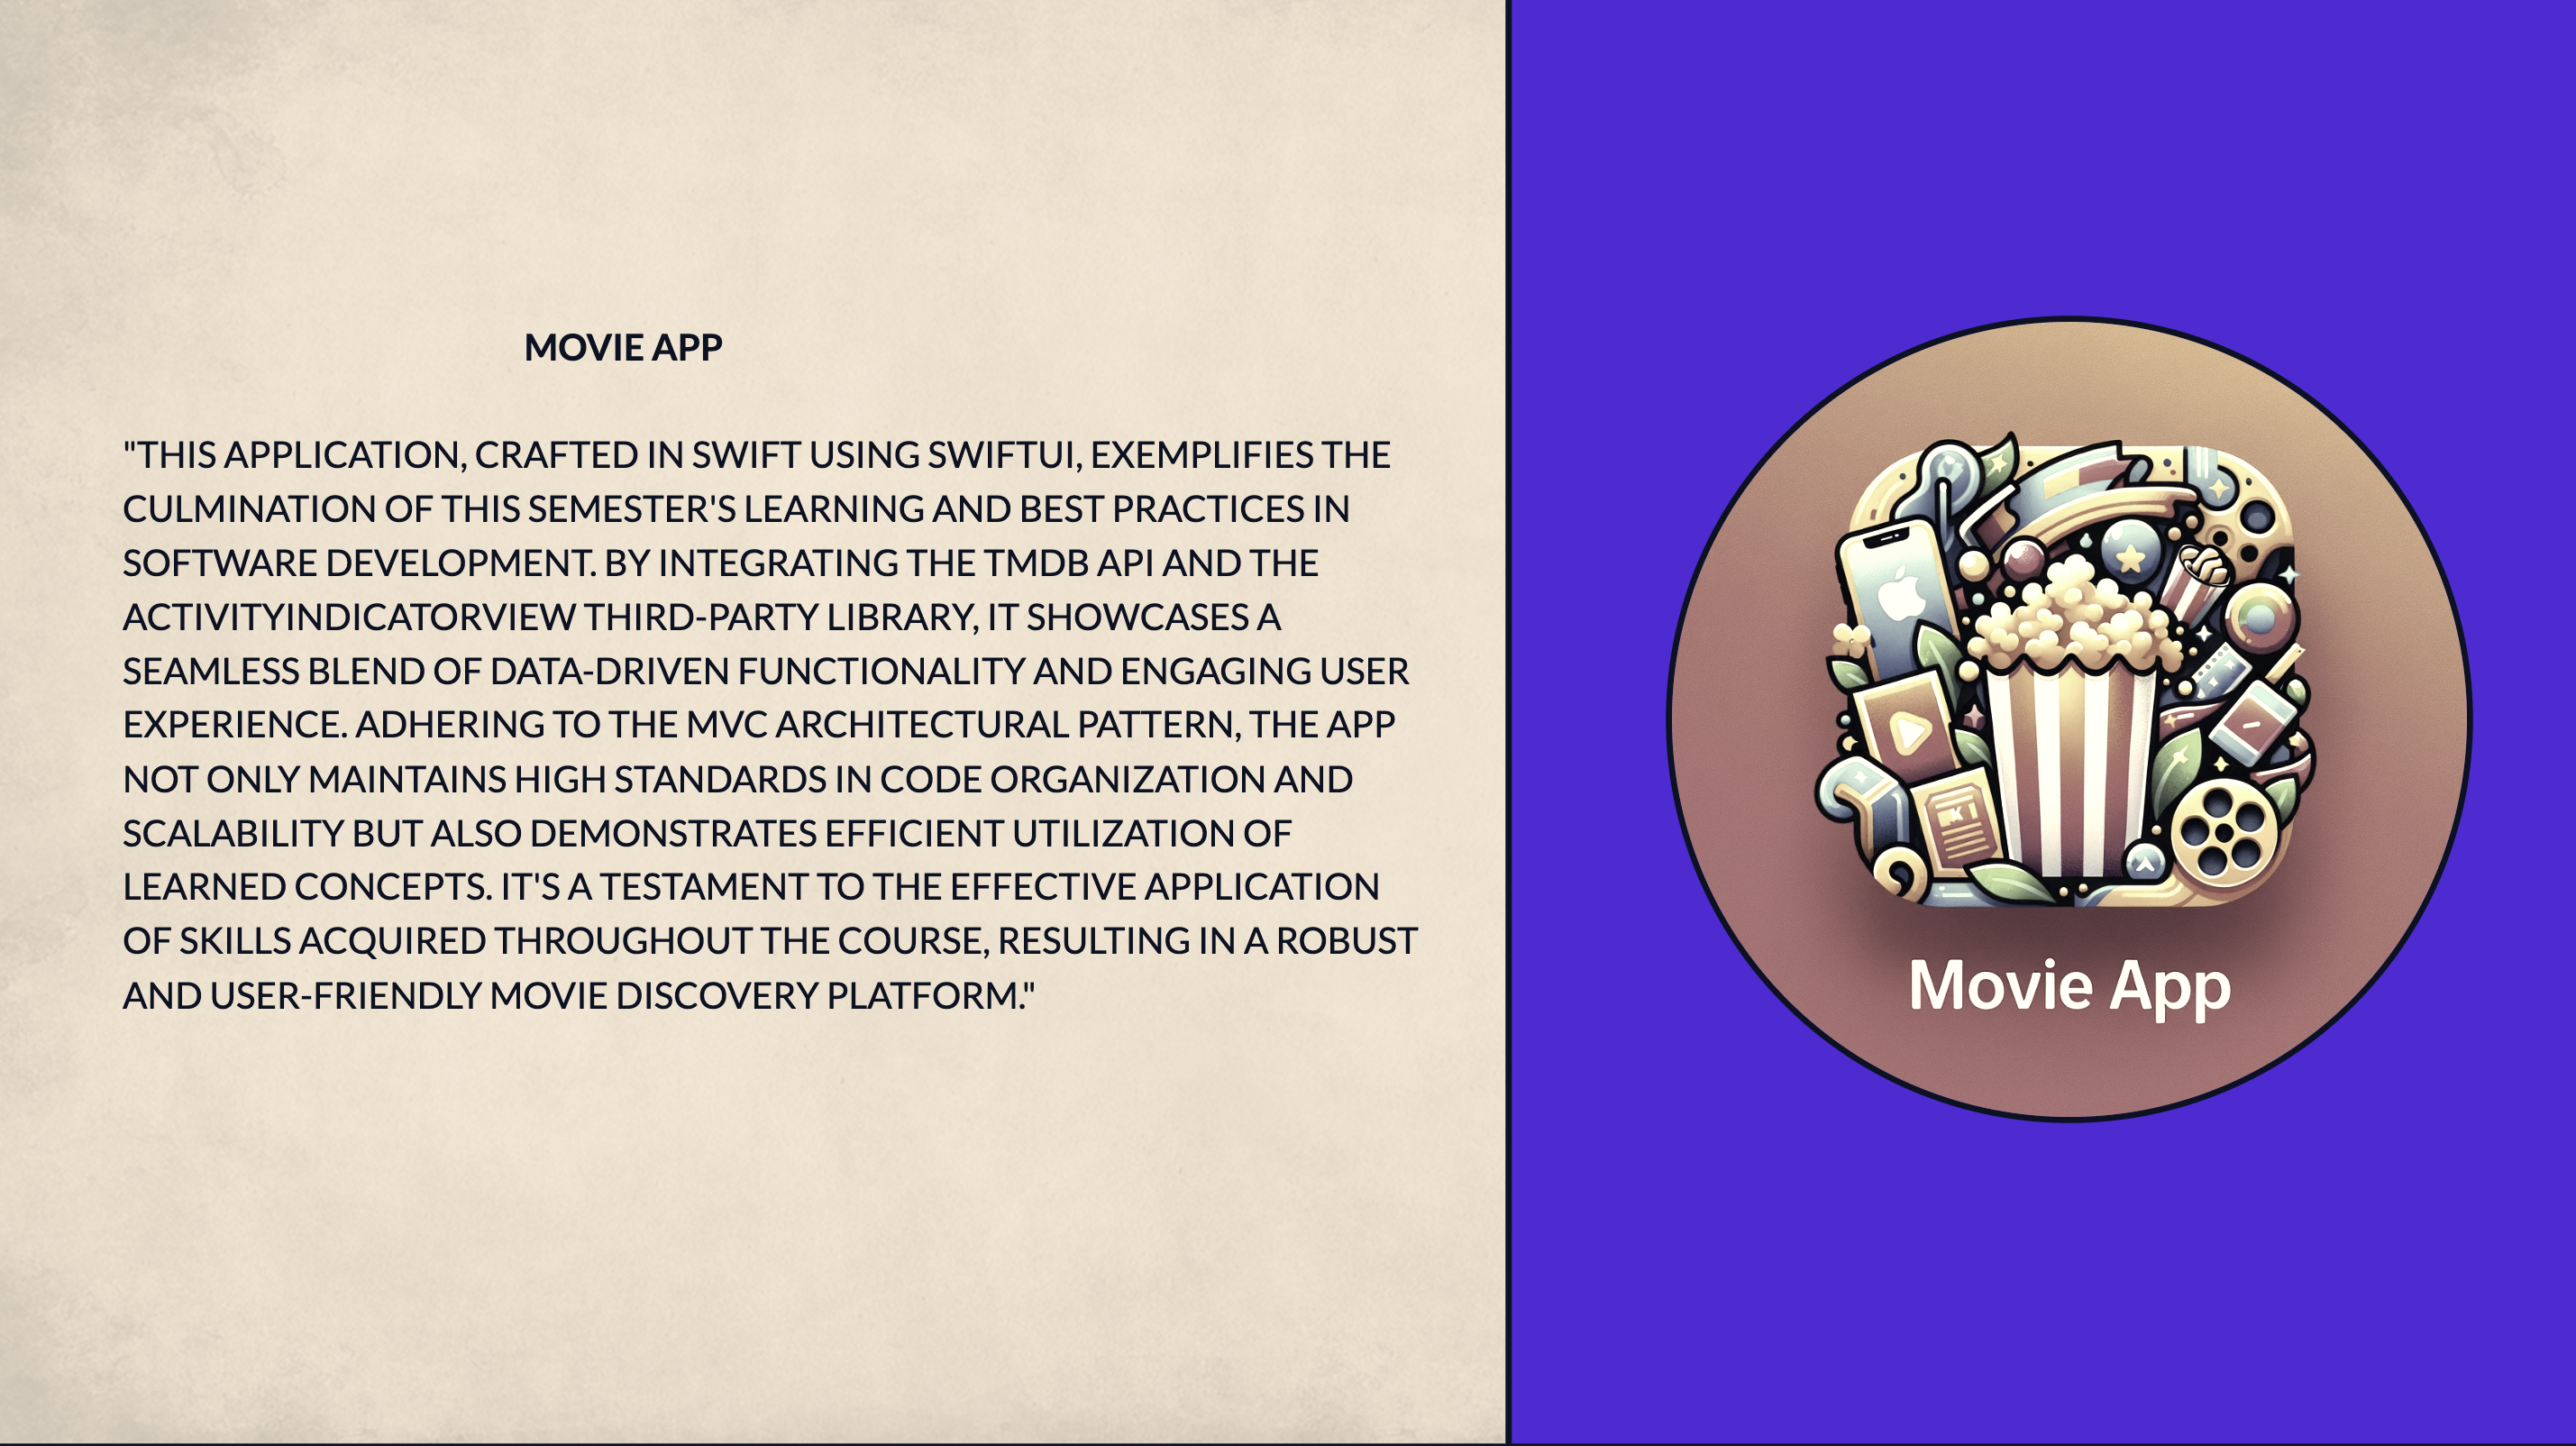 MOVIE APP
"THIS APPLICATION, CRAFTED IN SWIFT USING SWIFTUI, EXEMPLIFIES THE
CULMINATION OF THIS SEMESTER'S LEARNING AND BEST PRACTICES IN
SOFTWARE DEVELOPMENT. BY INTEGRATING THE TMDB API AND THE
ACTIVITYINDICATORVIEW THIRD-PARTY LIBRARY, IT SHOWCASES A
SEAMLESS BLEND OF DATA-DRIVEN FUNCTIONALITY AND ENGAGING USER
EXPERIENCE. ADHERING TO THE MVC ARCHITECTURAL PATTERN, THE APP
NOT ONLY MAINTAINS HIGH STANDARDS IN CODE ORGANIZATION AND
SCALABILITY BUT ALSO DEMONSTRATES EFFICIENT UTILIZATION OF
LEARNED CONCEPTS. IT'S A TESTAMENT TO THE EFFECTIVE APPLICATION
OF SKILLS ACQUIRED THROUGHOUT THE COURSE, RESULTING IN A ROBUST
AND USER-FRIENDLY MOVIE DISCOVERY PLATFORM."
Movie App